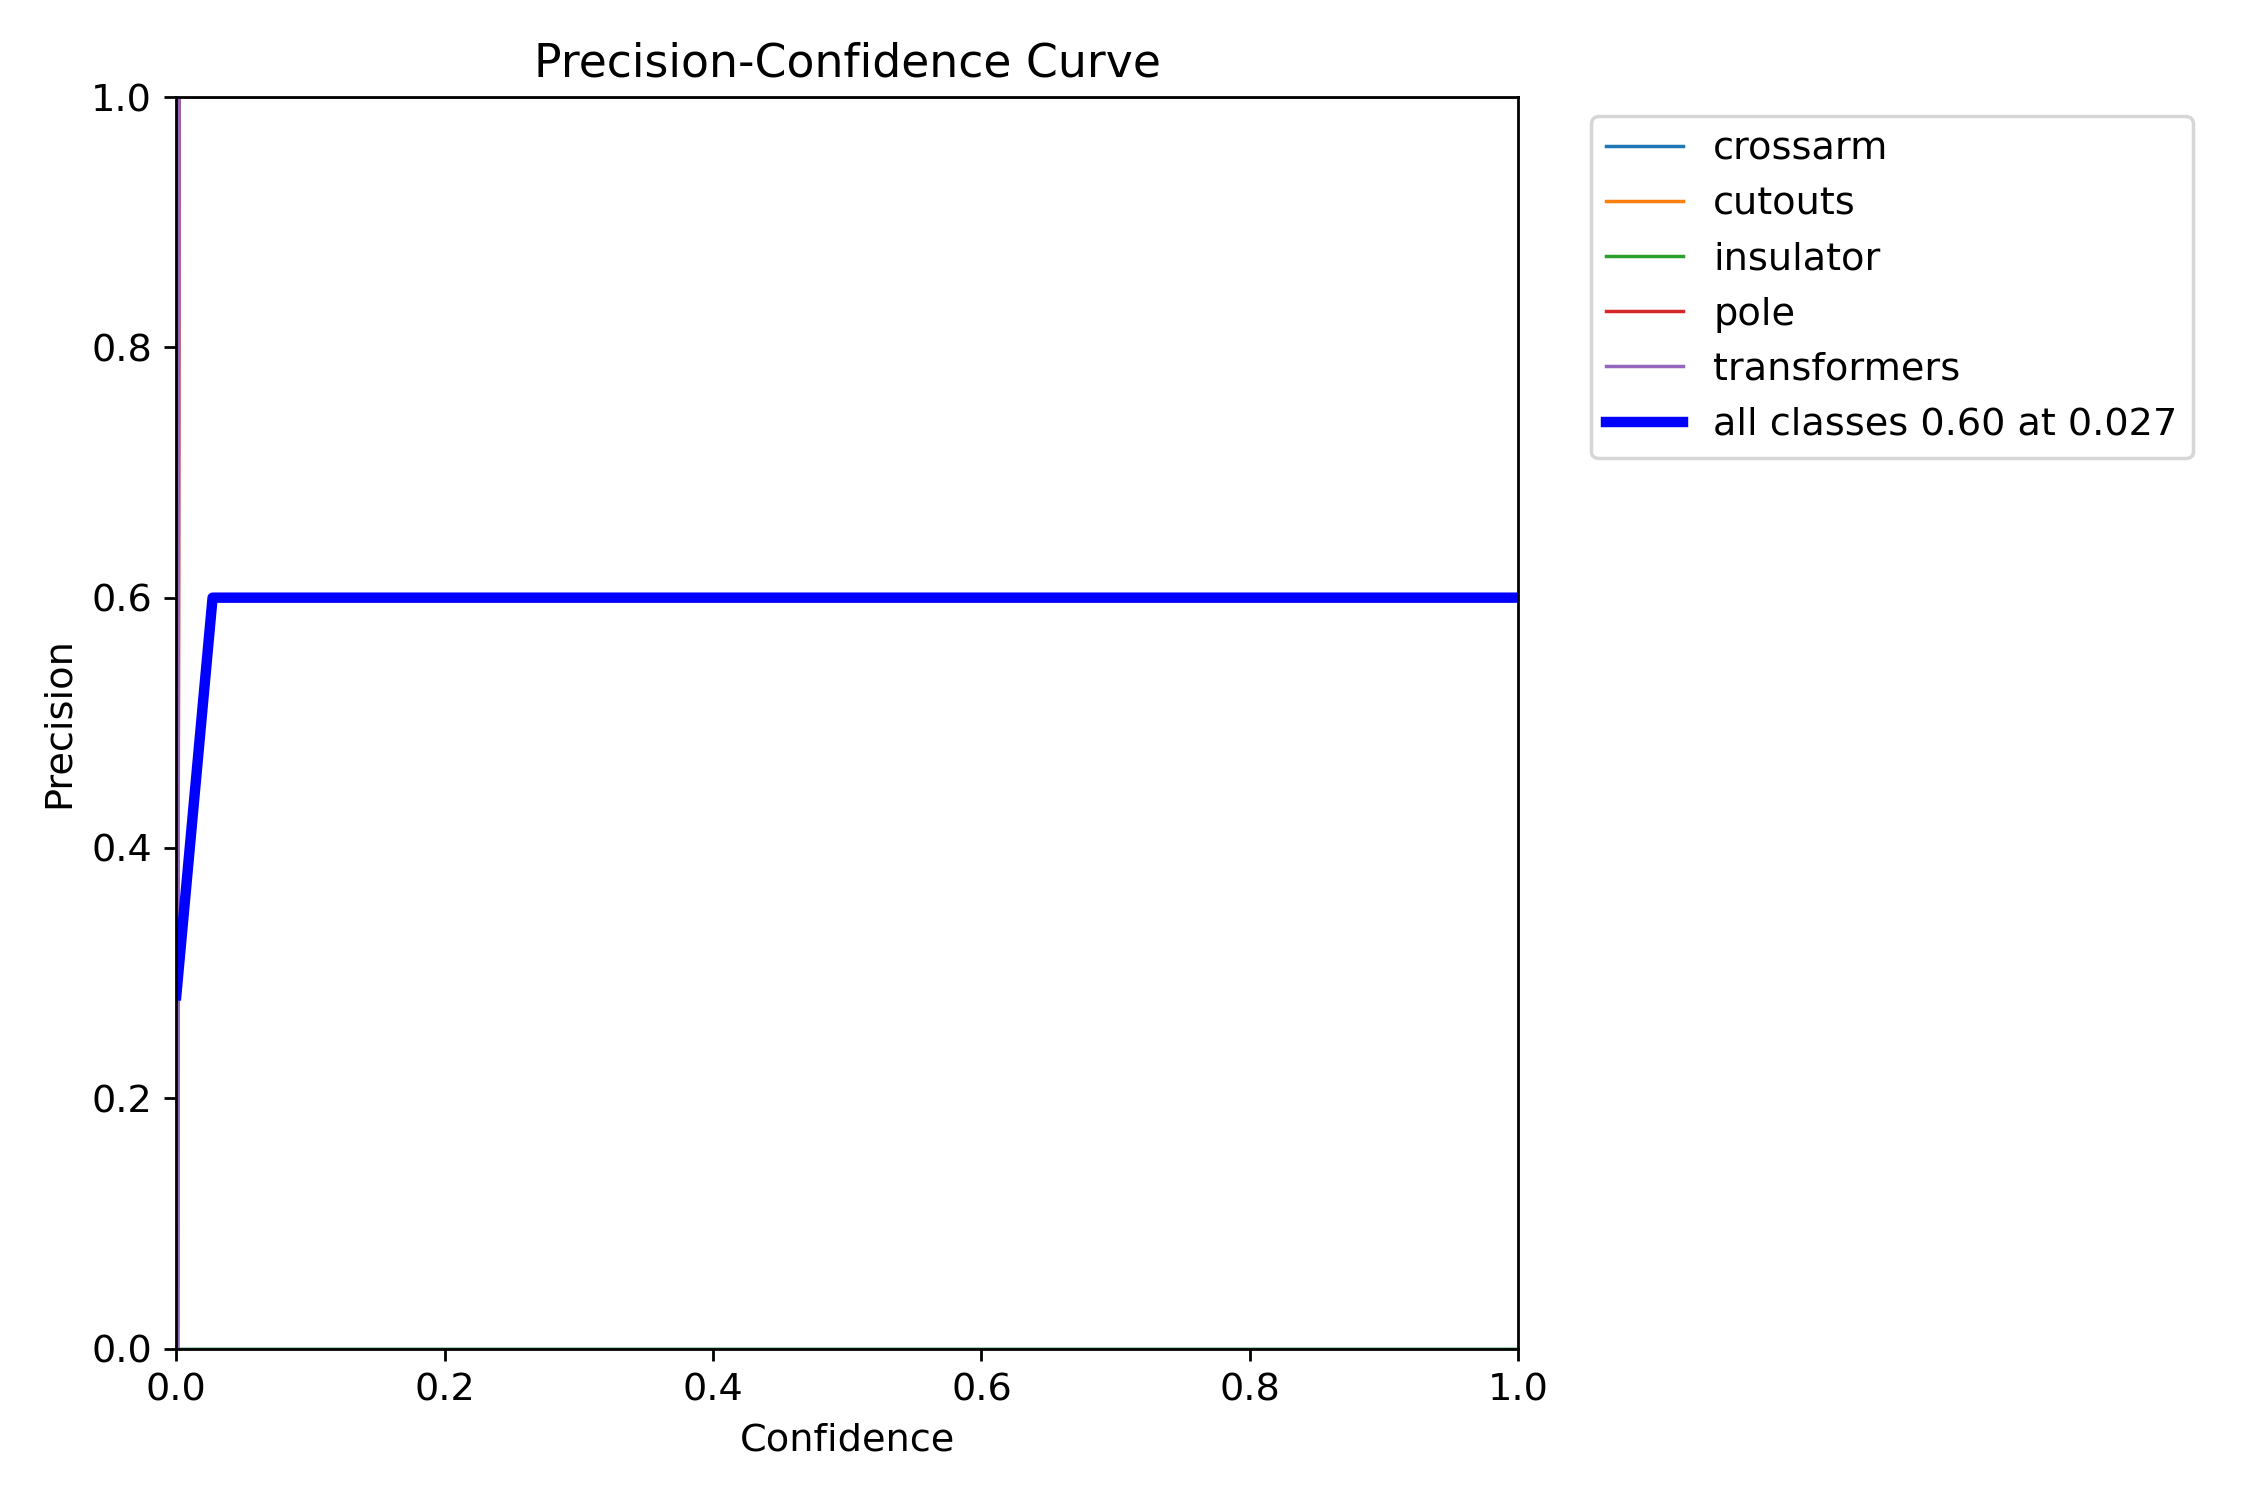 Precision-Confidence Curve
1.0
0.8
0.6
0.4
0.2
0.0
Precision
0.0 0.2 0.4 0.6 0.8 1.0
Confidence
crossarm
cutouts
insulator
pole
transformers
all classes 0.60 at 0.027